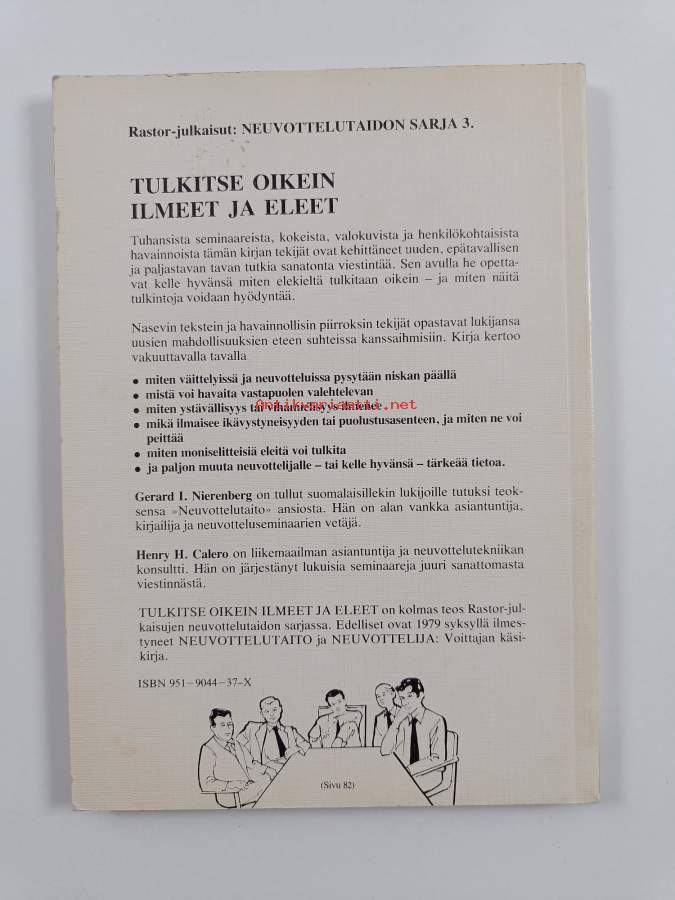 Rastor-julkaisut: NEUVOTTELUTAIDON SARJA 3.
TULKITSE OIKEIN
ILMEET JA ELEET
Tuhansista seminaareista, kokeista, valokuvista ja henkilökohtaisista
havainnoista tämän kirjan tekijät ovat kehittäneet uuden, epätavallisen
ja paljastavan tavan tutkia sanatonta viestintää. Sen avulla he opetta-
vat kelle hyvänsä miten elekieltä tulkitaan oikein – ja miten näitä
tulkintoja voidaan hyödyntää.
Nasevin tekstein ja havainnollisin piirroksin tekijät opastavat lukijansa
uusien mahdollisuuksien eteen suhteissa kanssaihmisiin. Kirja kertoo
vakuuttavalla tavalla
• miten väittelyissä ja neuvotteluissa pysytään niskan päällä
• mistä voi havaita vastapuolen valehtelevan
• miten ystävällisyys tai vihamielisyys ilmenee
Antikvariaatti.net
• mikä ilmaisee ikävystyneisyyden tai puolustusasenteen, ja miten ne voi
peittää
• miten moniselitteisiä eleitä voi tulkita
• ja paljon muuta neuvottelijalle – tai kelle hyvänsä – tärkeää tietoa.
Gerard I. Nierenberg on tullut suomalaisillekin lukijoille tutuksi teok-
sensa »Neuvottelutaito» ansiosta. Hän on alan vankka asiantuntija,
kirjailija ja neuvotteluseminaarien vetäjä.
Henry H. Calero on liikemaailman asiantuntija ja neuvottelutekniikan
konsultti. Hän on järjestänyt lukuisia seminaareja juuri sanattomasta
viestinnästä.
TULKITSE OIKEIN ILMEET JA ELEET on kolmas teos Rastor-jul-
kaisujen neuvottelutaidon sarjassa. Edelliset ovat 1979 syksyllä ilmes-
tyneet NEUVOTTELUTAITO ja NEUVOTTELIJA: Voittajan käsi-
kirja.
ISBN 951–9044–37–X
(Sivu 82)